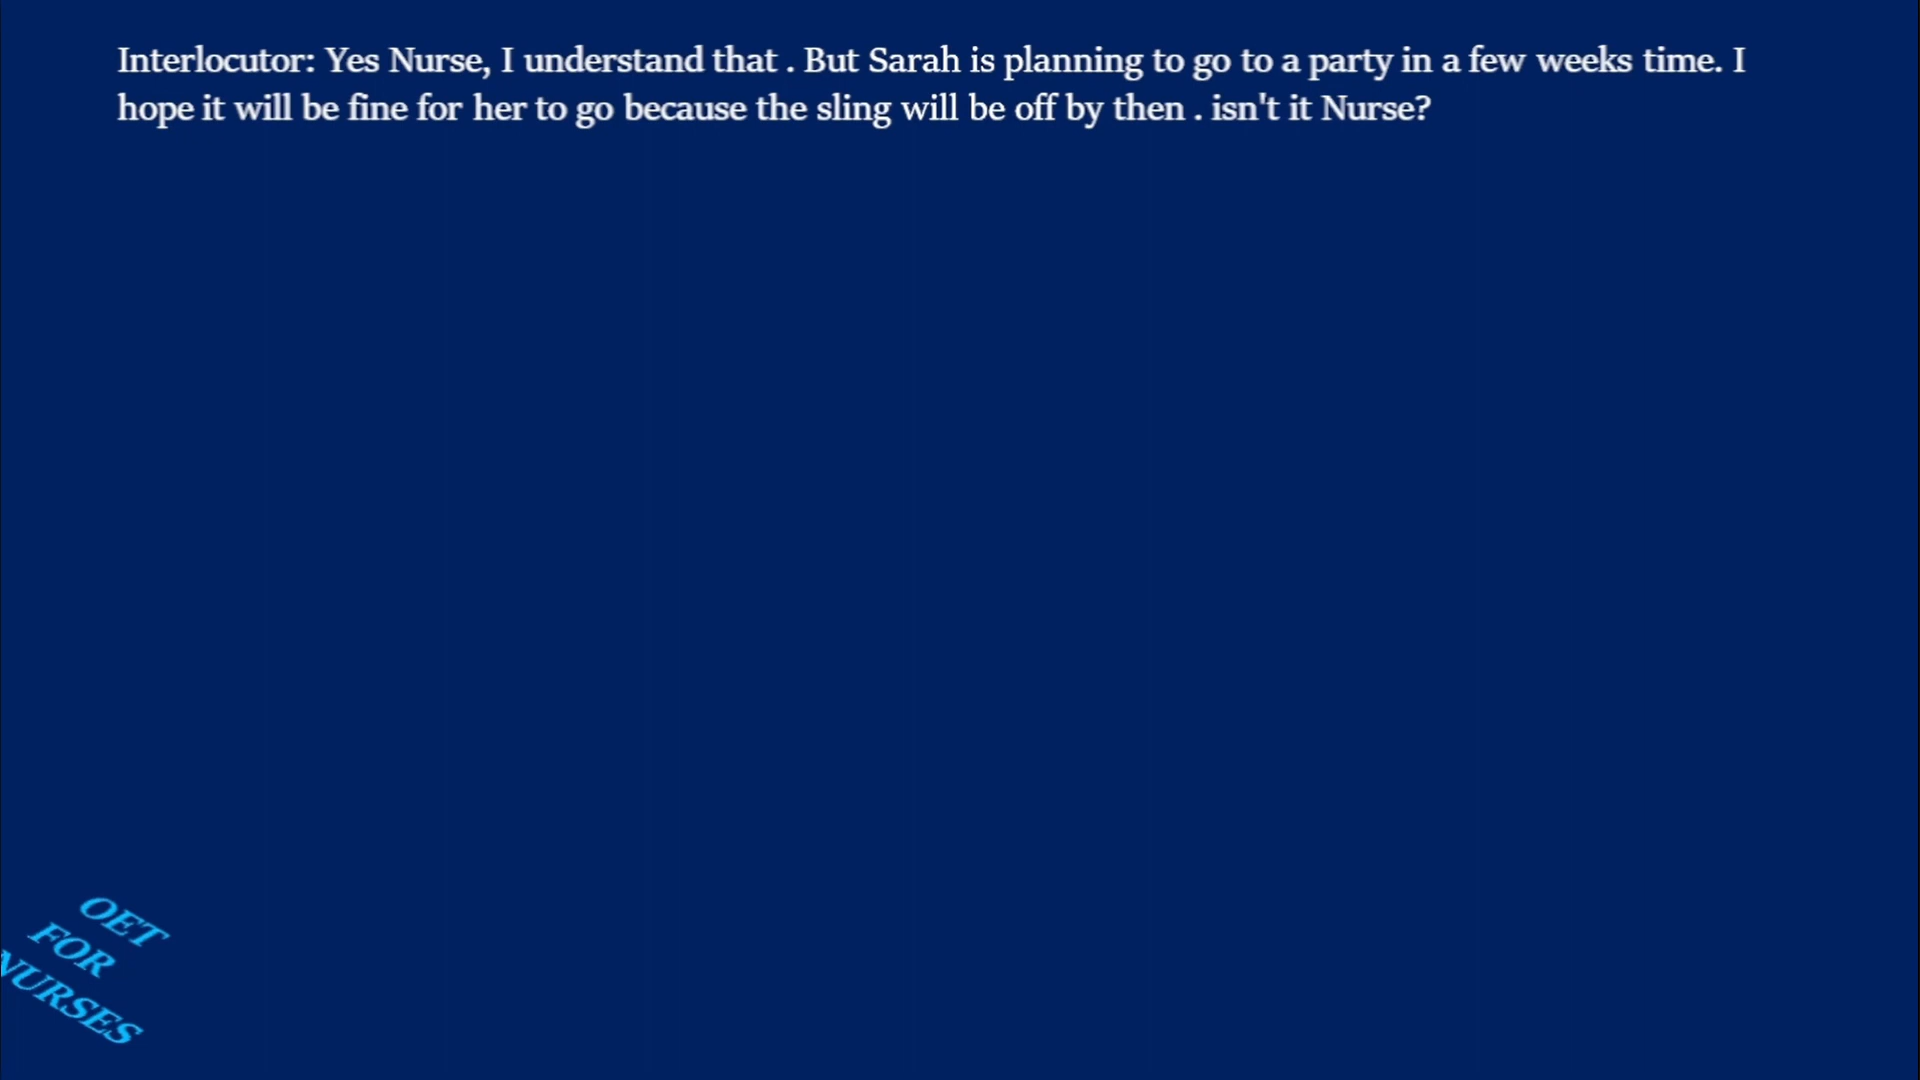 Interlocutor: Yes Nurse, I understand that . But Sarah is planning to go to a party in a few weeks time. I
hope it will be fine for her to go because the sling will be off by then . isn't it Nurse?
OET
FOR
NURSES